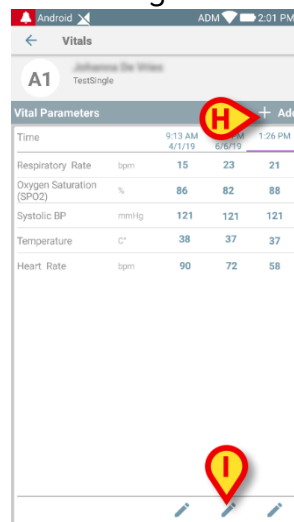 Android ADM 2:01 PM
Vitals
A1 TestSingle
Vital Parameters H + Add
Time 9:13 AM PM 1:26 PM
4/1/19 6/6/19
Respiratory Rate bpm 15 23 21
Oxygen Saturation
(SPO2) % 86 82 88
Systolic BP mmHg 121 121 121
Temperature C° 38 37 37
Heart Rate bpm 90 72 58
I